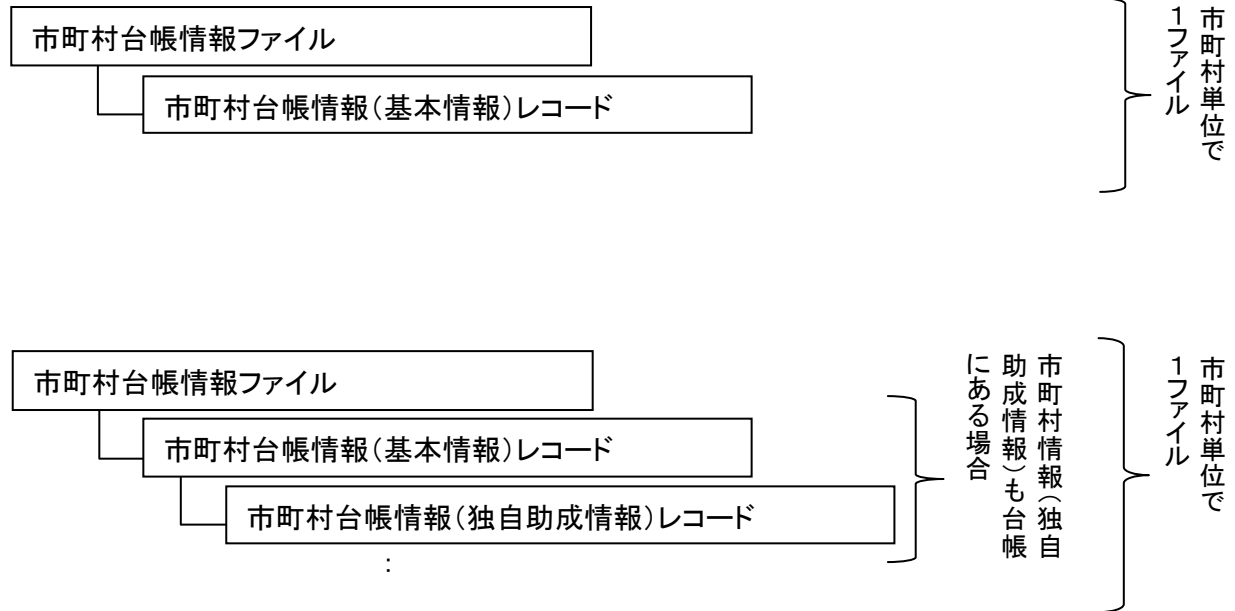 市町村台帳情報ファイル
市町村台帳情報（基本情報）レコード
市町村単位で
１ファイル
市町村台帳情報ファイル
市町村台帳情報（基本情報）レコード
市町村台帳情報（独自助成情報）レコード
：
市町村情報（独自
助成情報）も台帳
にある場合
市町村単位で
１ファイル